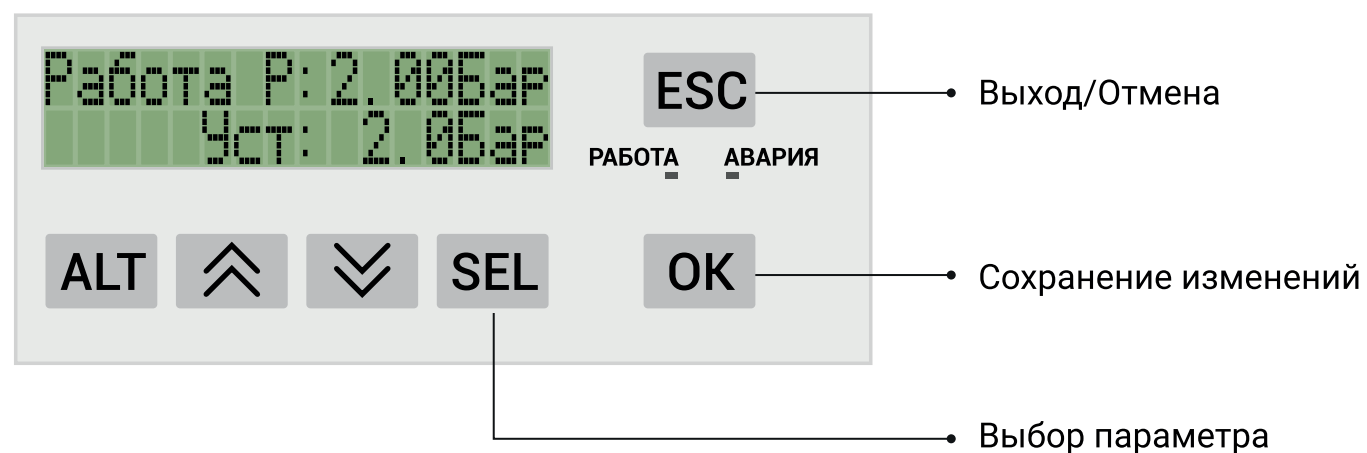 Работа P:2.00Бар
Уст: 2.0Бар
ESC
Выход/Отмена
РАБОТА АВАРИЯ
ALT SEL OK
Сохранение изменений
Выбор параметра